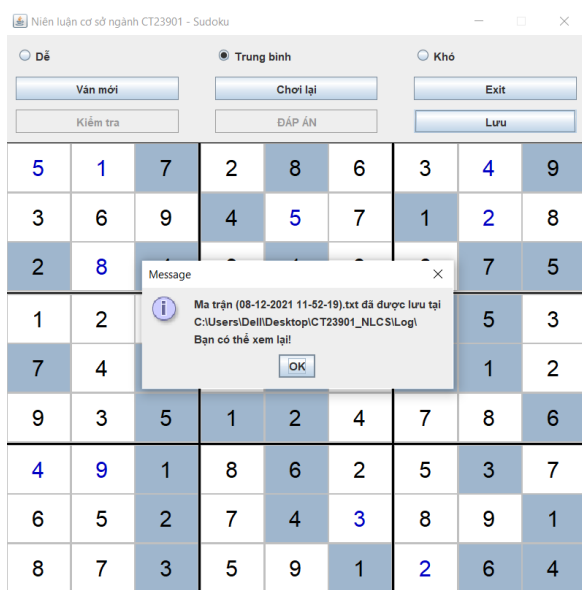 Niên luận cơ sở ngành CT23901 - Sudoku
Dễ Trung bình Khó
Ván mới Chơi lại Exit
Kiểm tra ĐÁP ÁN Lưu
5 1 7 2 8 6 3 4 9
3 6 9 4 5 7 1 2 8
2 8 7 5
Message
Ma trận (08-12-2021 11-52-19).txt đã được lưu tại
C:\Users\Dell\Desktop\CT23901_NLCS\Log\
Bạn có thể xem lại!
OK
1 2 5 3
7 4 1 2
9 3 5 1 2 4 7 8 6
4 9 1 8 6 2 5 3 7
6 5 2 7 4 3 8 9 1
8 7 3 5 9 1 2 6 4